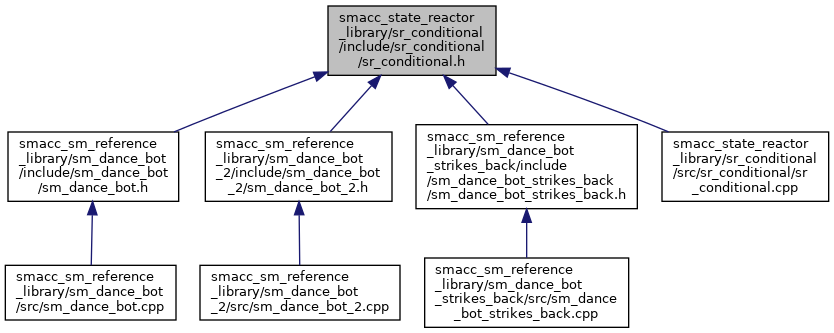 smacc_state_reactor
_library/sr_conditional
/include/sr_conditional
/sr_conditional.h
smacc_sm_reference
_library/sm_dance_bot
/include/sm_dance_bot
/sm_dance_bot.h
smacc_sm_reference
_library/sm_dance_bot
_2/include/sm_dance_bot
_2/sm_dance_bot_2.h
smacc_sm_reference
_library/sm_dance_bot
_strikes_back/include
/sm_dance_bot_strikes_back
/sm_dance_bot_strikes_back.h
smacc_state_reactor
_library/sr_conditional
/src/sr_conditional/sr
_conditional.cpp
smacc_sm_reference
_library/sm_dance_bot
/src/sm_dance_bot.cpp
smacc_sm_reference
_library/sm_dance_bot
_2/src/sm_dance_bot_2.cpp
smacc_sm_reference
_library/sm_dance_bot
_strikes_back/src/sm_dance
_bot_strikes_back.cpp